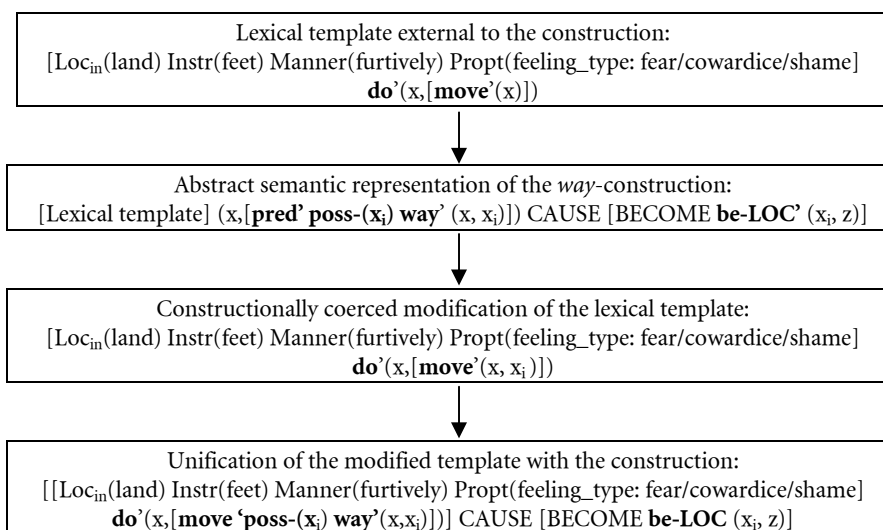 Lexical template external to the construction:
[Loc_in(land) Instr(feet) Manner(furtively) Propt(feeling_type: fear/cowardice/shame]
do’(x,[move’(x)])
Abstract semantic representation of the way-construction:
[Lexical template] (x,[pred’ poss-(x_i) way’ (x, x_i)]) CAUSE [BECOME be-LOC’ (x_i, z)]
Constructionally coerced modification of the lexical template:
[Loc_in(land) Instr(feet) Manner(furtively) Propt(feeling_type: fear/cowardice/shame]
do’(x,[move’(x, x_i )])
Unification of the modified template with the construction:
[[Loc_in(land) Instr(feet) Manner(furtively) Propt(feeling_type: fear/cowardice/shame]
do’(x,[move ‘poss-(x_i) way’(x,x_i)])] CAUSE [BECOME be-LOC (x_i, z)]